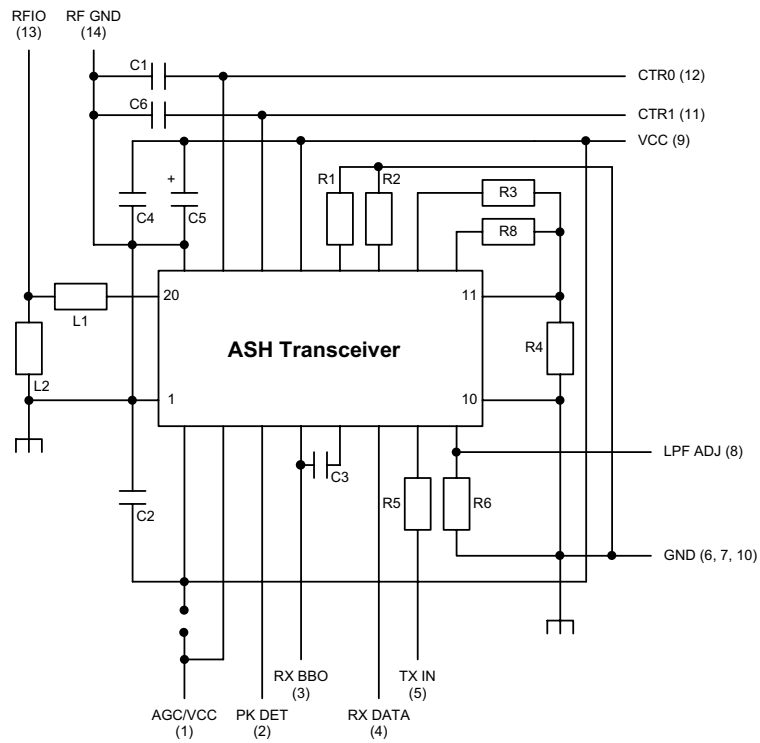 RFIO
(13)
RF GND
(14)
C1
CTR0 (12)
C6
CTR1 (11)
VCC (9)
+
C4
C5
R1
R2
R3
R8
20
11
L1
ASH Transceiver
R4
L2
1
10
C2
C3
R5
R6
LPF ADJ (8)
GND (6, 7, 10)
AGC/VCC
(1)
PK DET
(2)
RX BBO
(3)
RX DATA
(4)
TX IN
(5)